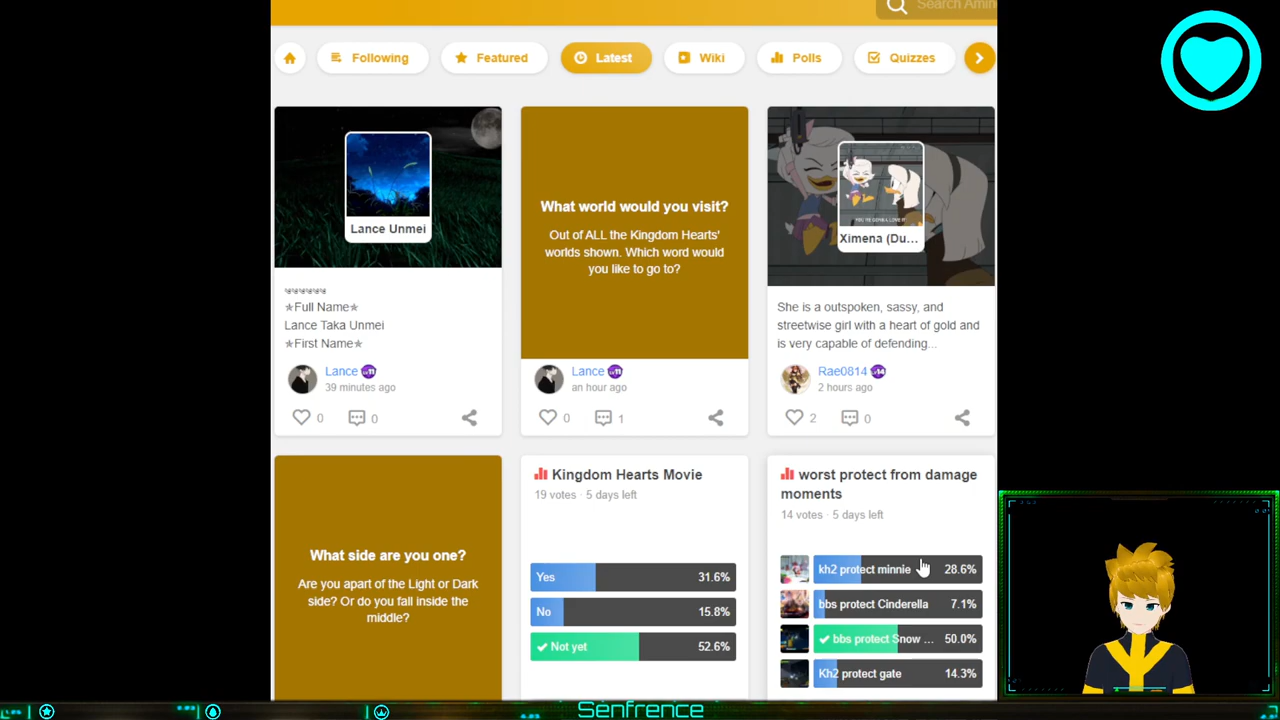 Search Amino
Following
Featured
Latest
Wiki
Polls
Quizzes
Lance Unmei
✯Full Name✯
Lance Taka Unmei
✯First Name✯
Lance
39 minutes ago
0
0
What world would you visit?
Out of ALL the Kingdom Hearts'
worlds shown. Which word would
you like to go to?
Lance
an hour ago
0
1
Ximena (Du...
She is a outspoken, sassy, and
streetwise girl with a heart of gold and
is very capable of defending...
Rae0814
2 hours ago
2
0
What side are you one?
Are you apart of the Light or Dark
side? Or do you fall inside the
middle?
Kingdom Hearts Movie
19 votes · 5 days left
Yes 31.6%
No 15.8%
Not yet 52.6%
worst protect from damage
moments
14 votes · 5 days left
kh2 protect minnie 28.6%
bbs protect Cinderella 7.1%
bbs protect Snow ... 50.0%
Kh2 protect gate 14.3%
Senfrence